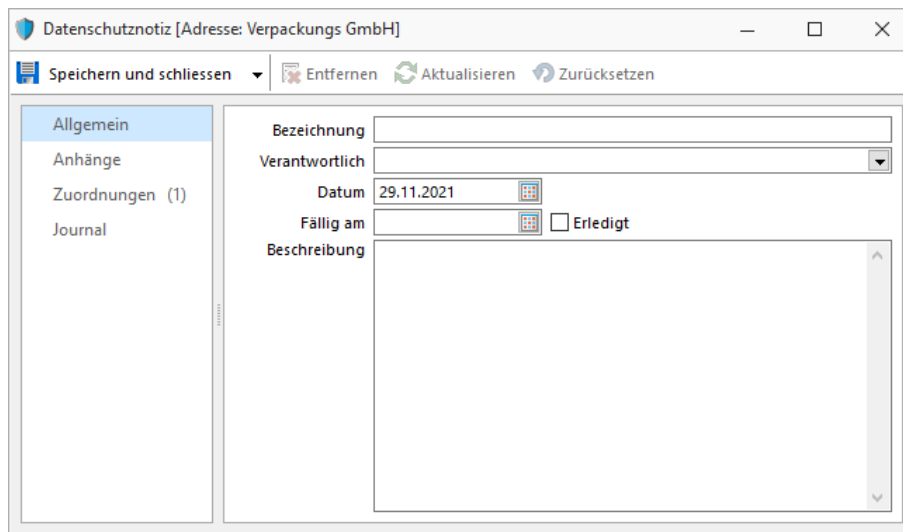 Datenschutznotiz [Adresse: Verpackungs GmbH]
Speichern und schliessen Entfernen Aktualisieren Zurücksetzen
Allgemein
Anhänge
Zuordnungen (1)
Journal
Bezeichnung
Verantwortlich
Datum 29.11.2021
Fällig am Erledigt
Beschreibung